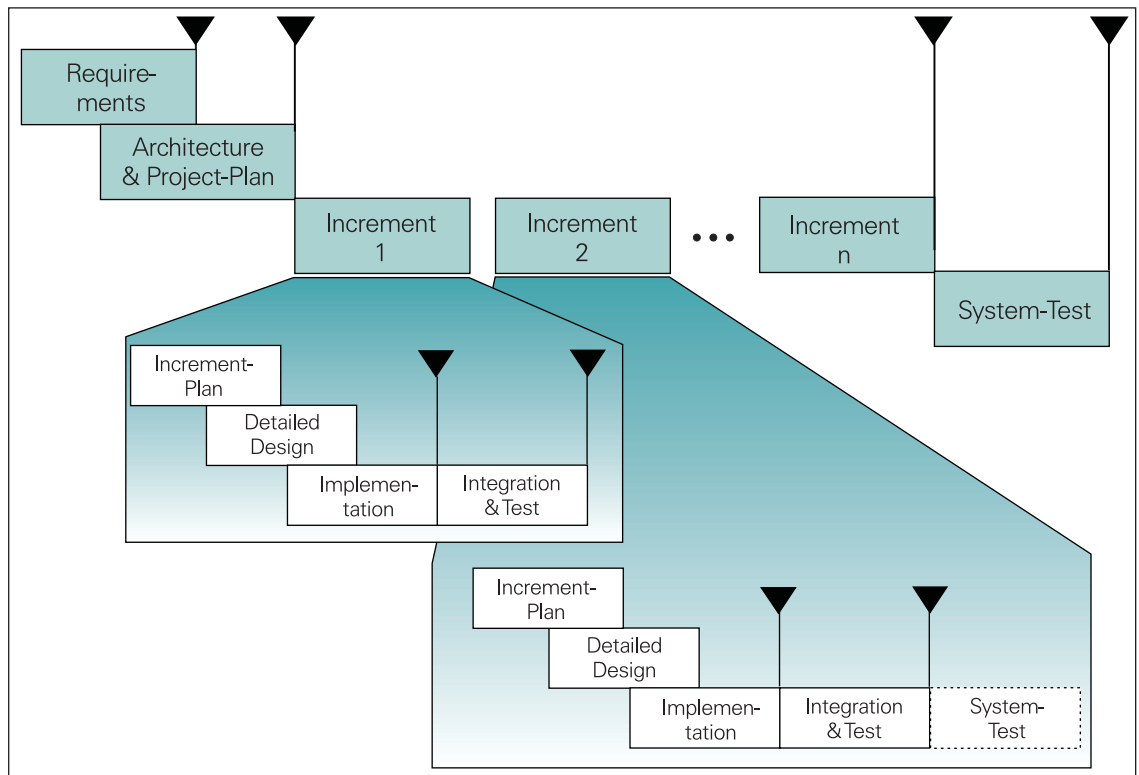 Require-
ments
Architecture
& Project-Plan
Increment
1
Increment
2
•••
Increment
n
System-Test
Increment-
Plan
Detailed
Design
Implemen-
tation
Integration
& Test
Increment-
Plan
Detailed
Design
Implemen-
tation
Integration
& Test
System-
Test